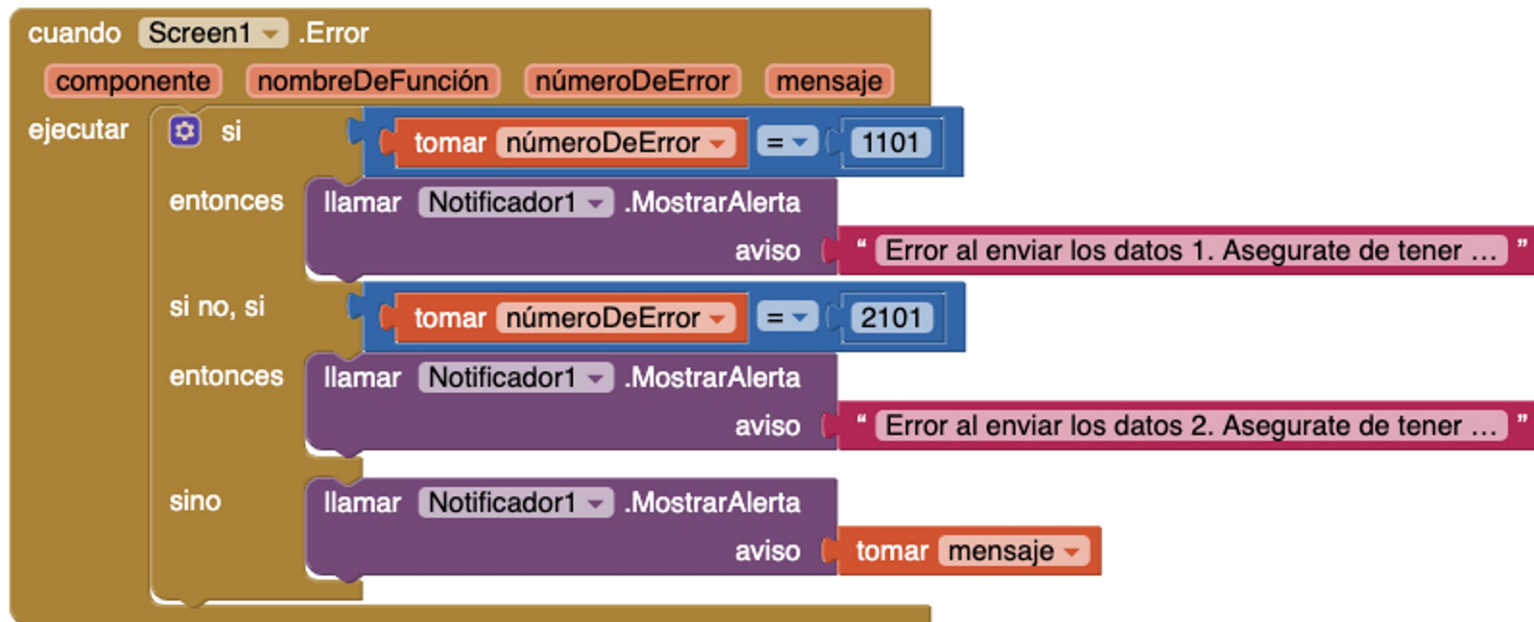 cuando Screen1 .Error
componente nombreDeFunción númeroDeError mensaje
ejecutar si tomar númeroDeError = 1101
entonces llamar Notificador1 .MostrarAlerta
aviso “ Error al enviar los datos 1. Asegurate de tener ... ”
si no, si tomar númeroDeError = 2101
entonces llamar Notificador1 .MostrarAlerta
aviso “ Error al enviar los datos 2. Asegurate de tener ... ”
sino llamar Notificador1 .MostrarAlerta
aviso tomar mensaje